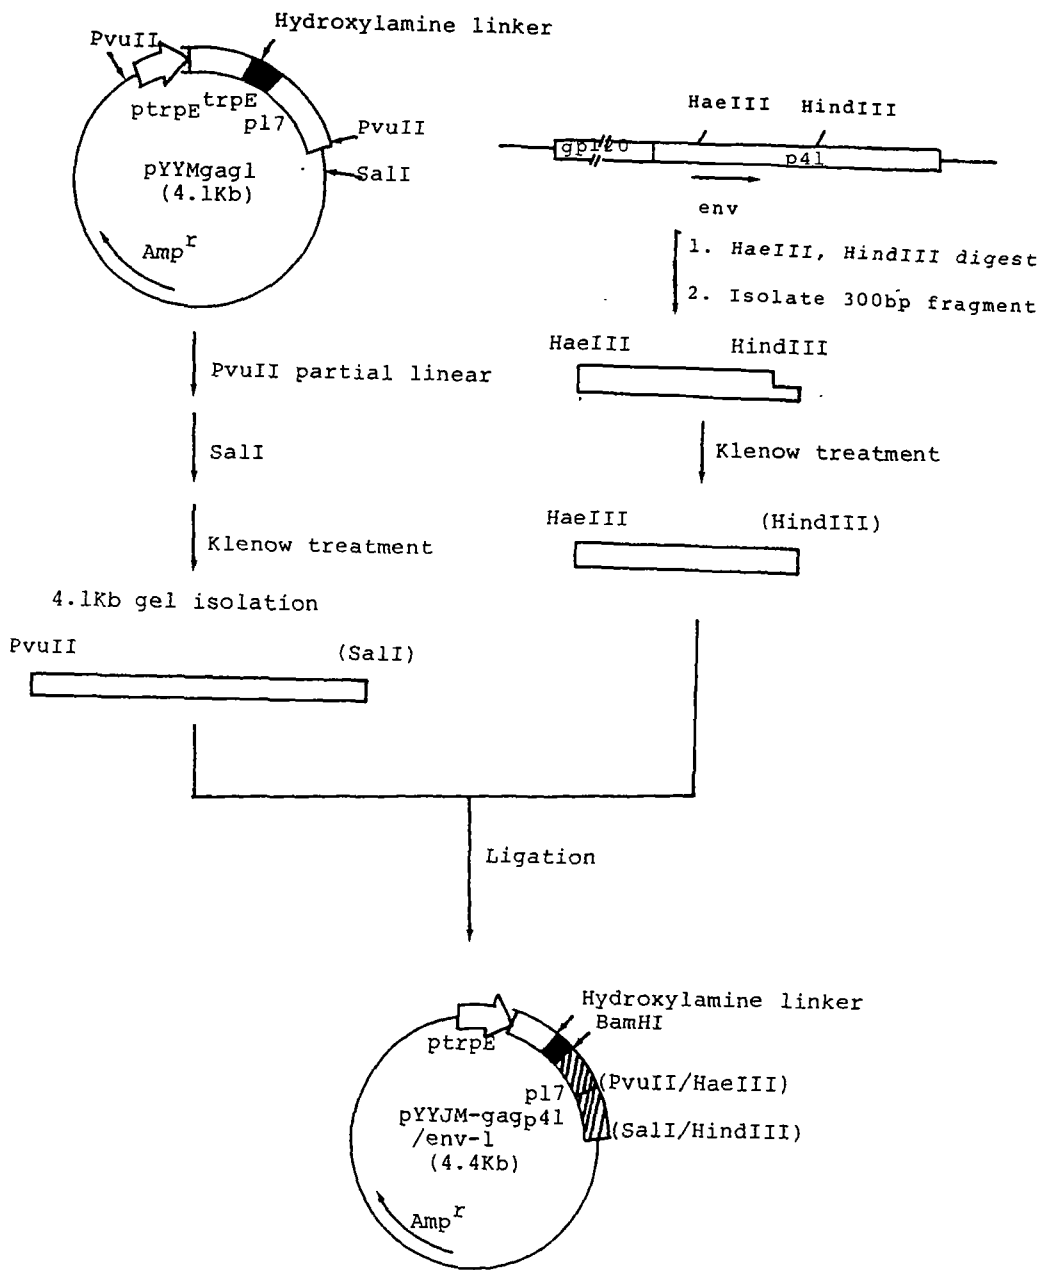 Hydroxylamine linker
PvuII
ptrpE
trpE
p17
PvuII
SalI
pYYMgag1
(4.1Kb)
Amp^r
HaeIII HindIII
gp120
p41
env
1. HaeIII, HindIII digest
2. Isolate 300bp fragment
HaeIII HindIII
PvuII partial linear
SalI
Klenow treatment
Klenow treatment
HaeIII (HindIII)
4.1Kb gel isolation
PvuII (SalI)
Ligation
Hydroxylamine linker
BamHI
ptrpE
(PvuII/HaeIII)
p17
p41
(SalI/HindIII)
pYYJM-gag
/env-1
(4.4Kb)
Amp^r